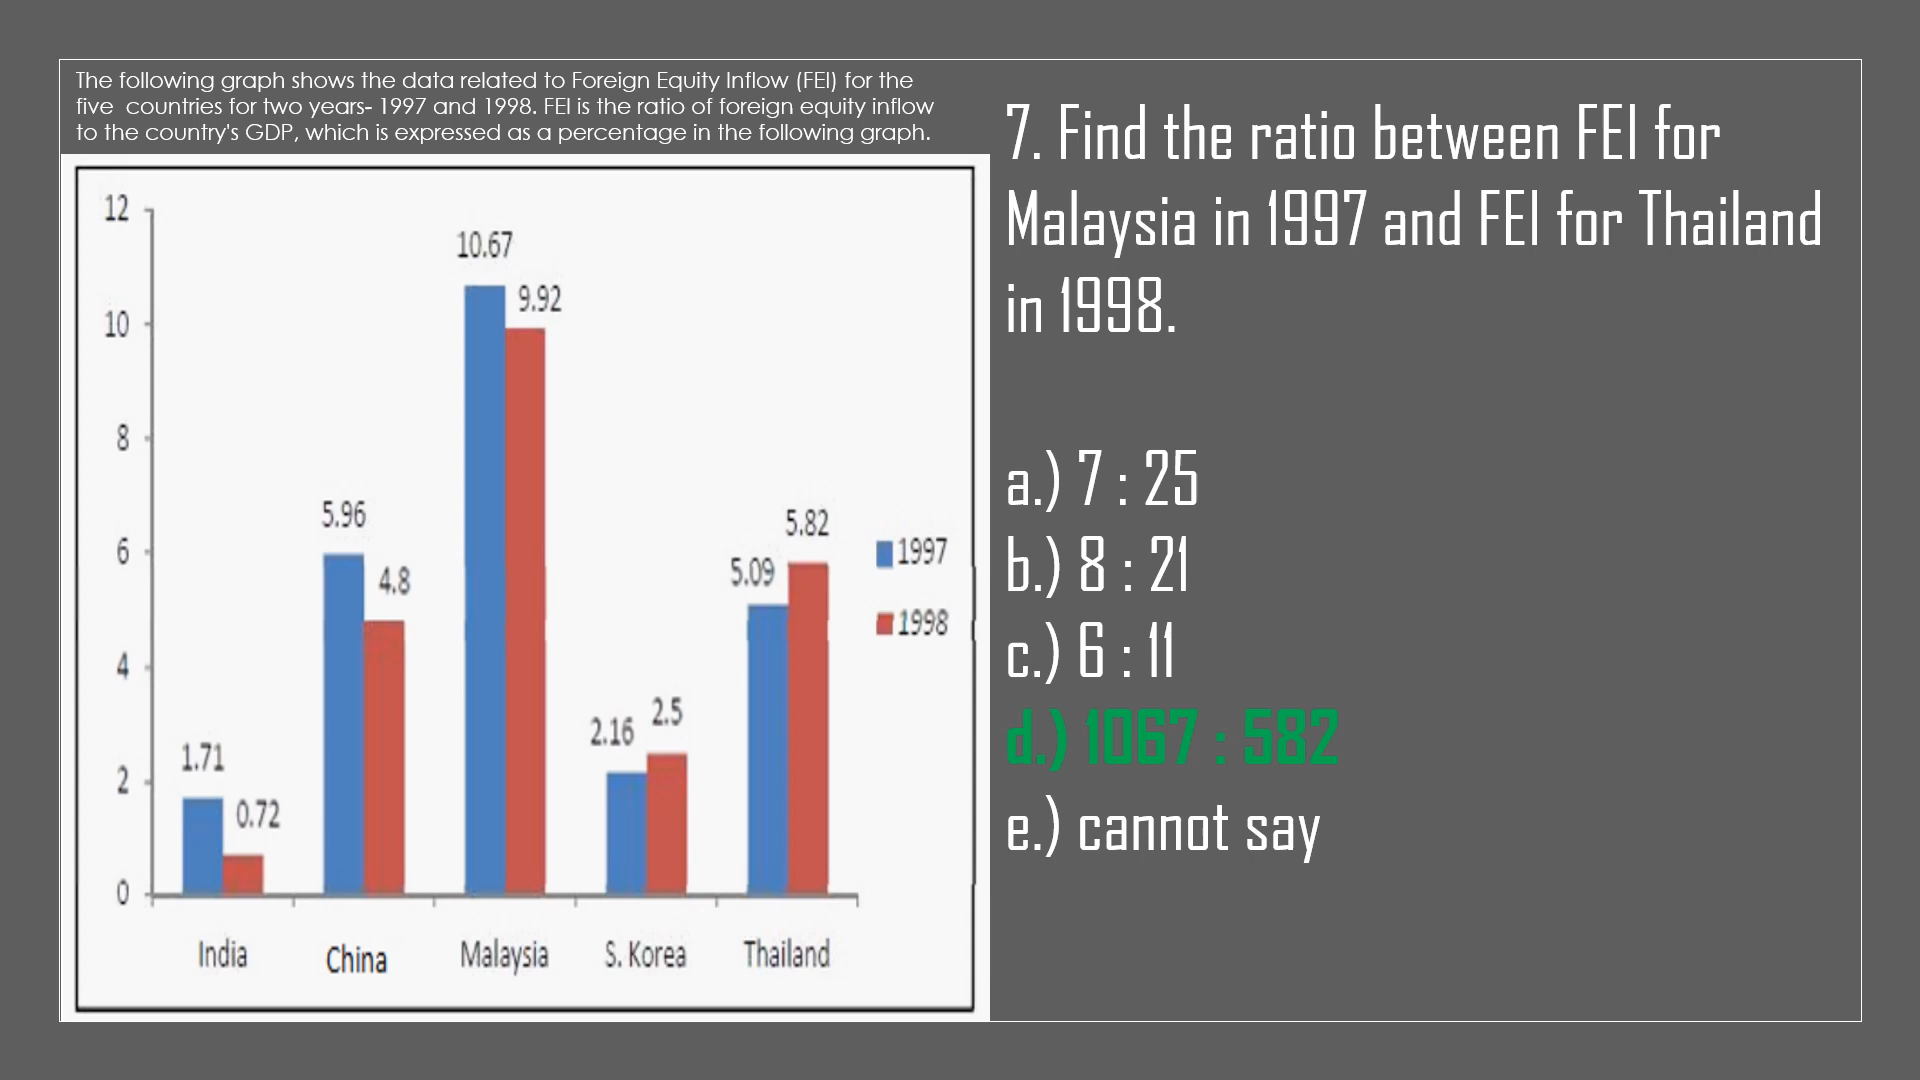 The following graph shows the data related to Foreign Equity Inflow (FEI) for the
five countries for two years- 1997 and 1998. FEI is the ratio of foreign equity inflow
to the country's GDP, which is expressed as a percentage in the following graph.
12
10
8
6
4
2
0
1.71
0.72
5.96
4.8
10.67
9.92
2.16
2.5
5.09
5.82
1997
1998
India
China
Malaysia
S. Korea
Thailand
7. Find the ratio between FEI for
Malaysia in 1997 and FEI for Thailand
in 1998.
a.) 7 : 25
b.) 8 : 21
c.) 6 : 11
d.) 1067 : 582
e.) cannot say